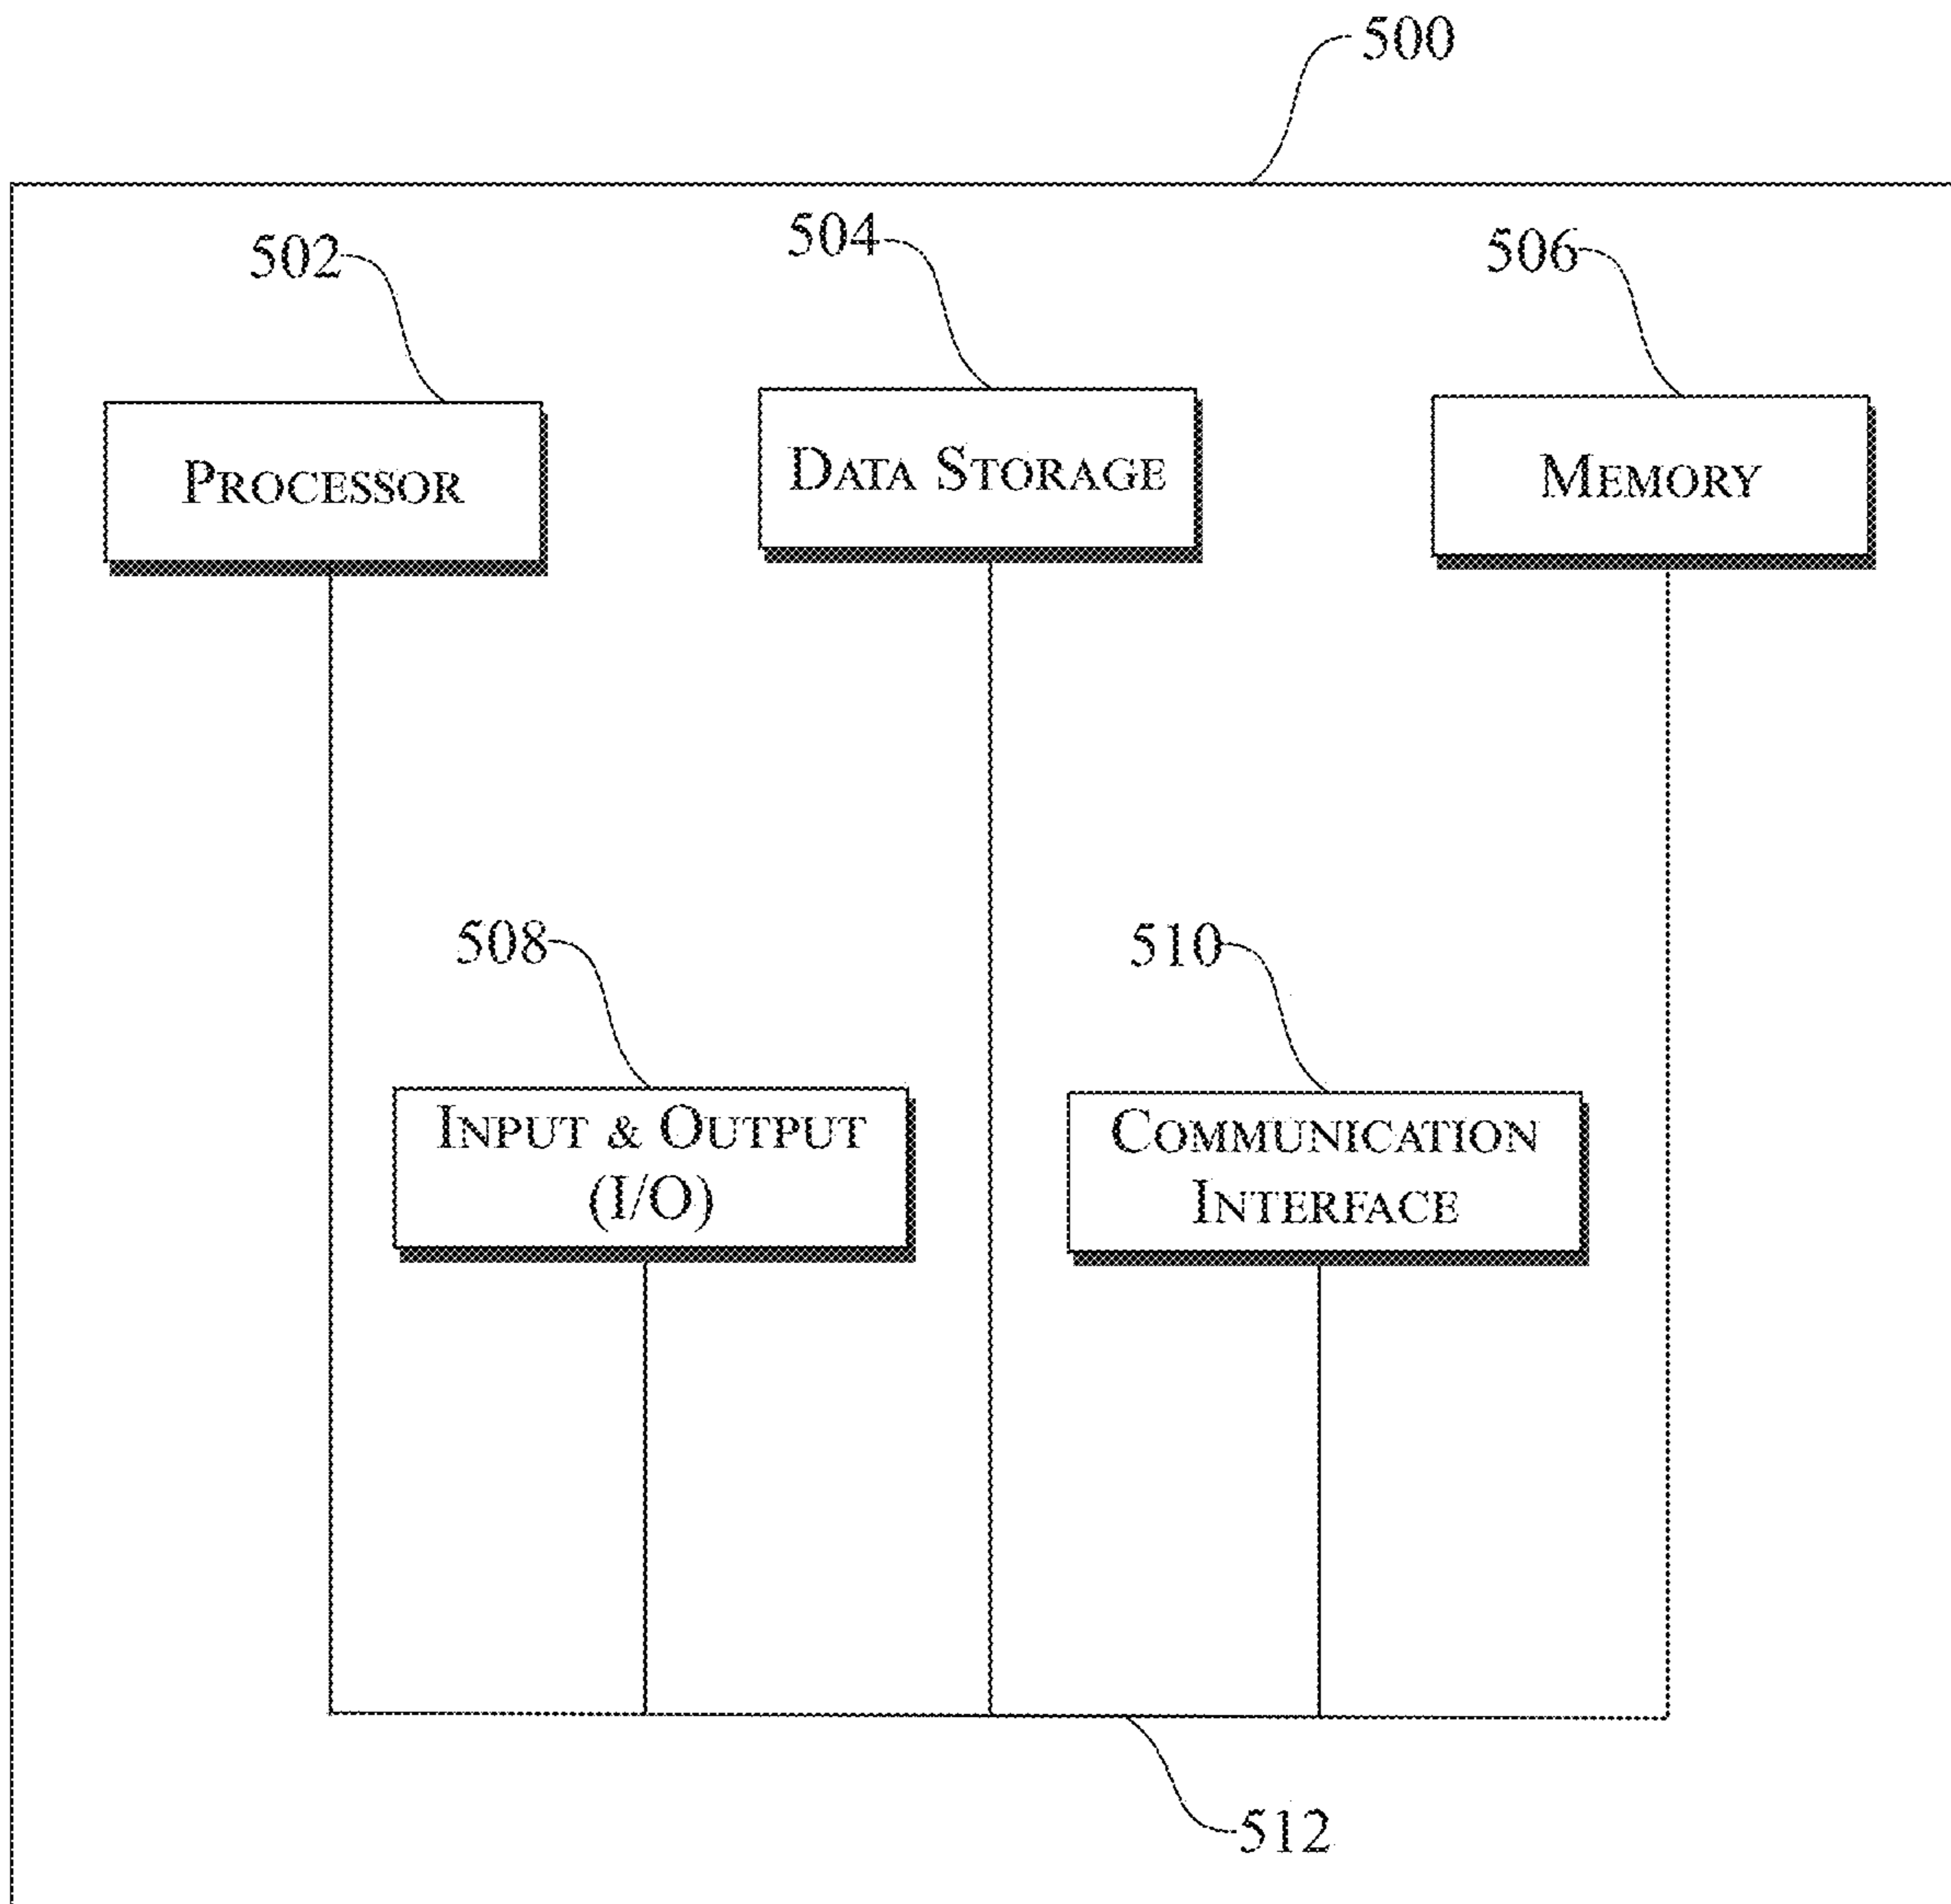 500
502
504
506
PROCESSOR
DATA STORAGE
MEMORY
508
510
INPUT & OUTPUT
(I/O)
COMMUNICATION
INTERFACE
512